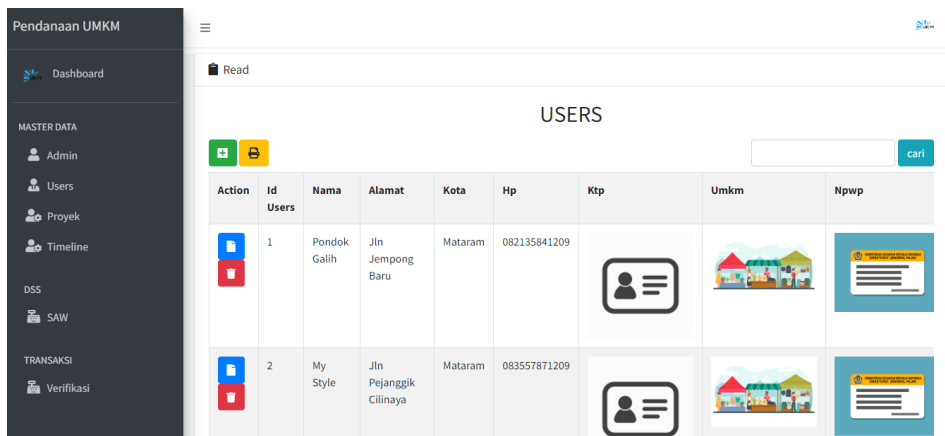 Pendanaan UMKM
Dashboard
Read
MASTER DATA
Admin
Users
Proyek
Timeline
DSS
SAW
TRANSAKSI
Verifikasi
USERS
cari
Action Id Users Nama Alamat Kota Hp Ktp Umkm Npwp
1 Pondok Galih Jln Jempong Baru Mataram 082135841209
2 My Style Jln Pejanggik Cilinaya Mataram 083557871209